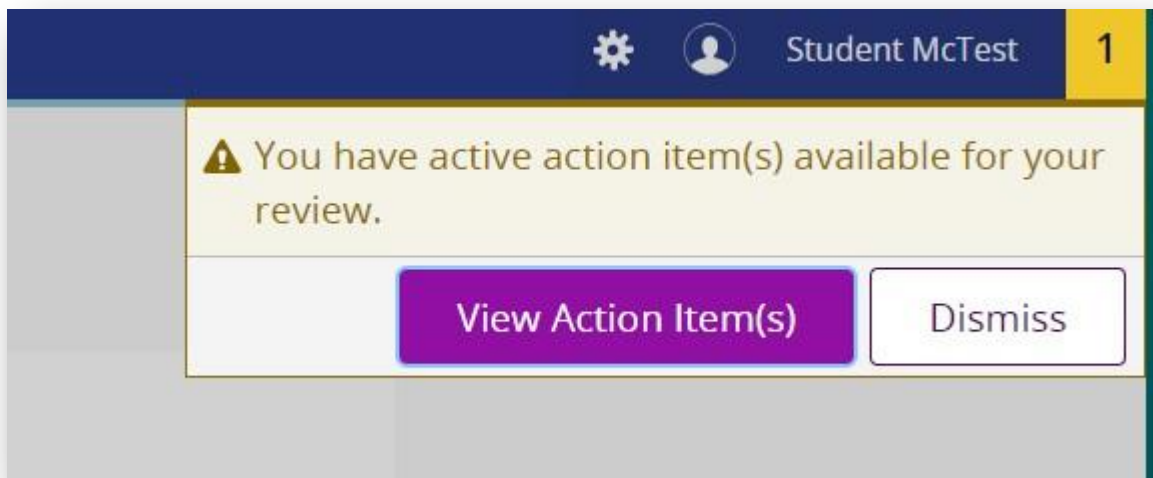 Student McTest
1
You have active action item(s) available for your
review.
View Action Item(s)
Dismiss